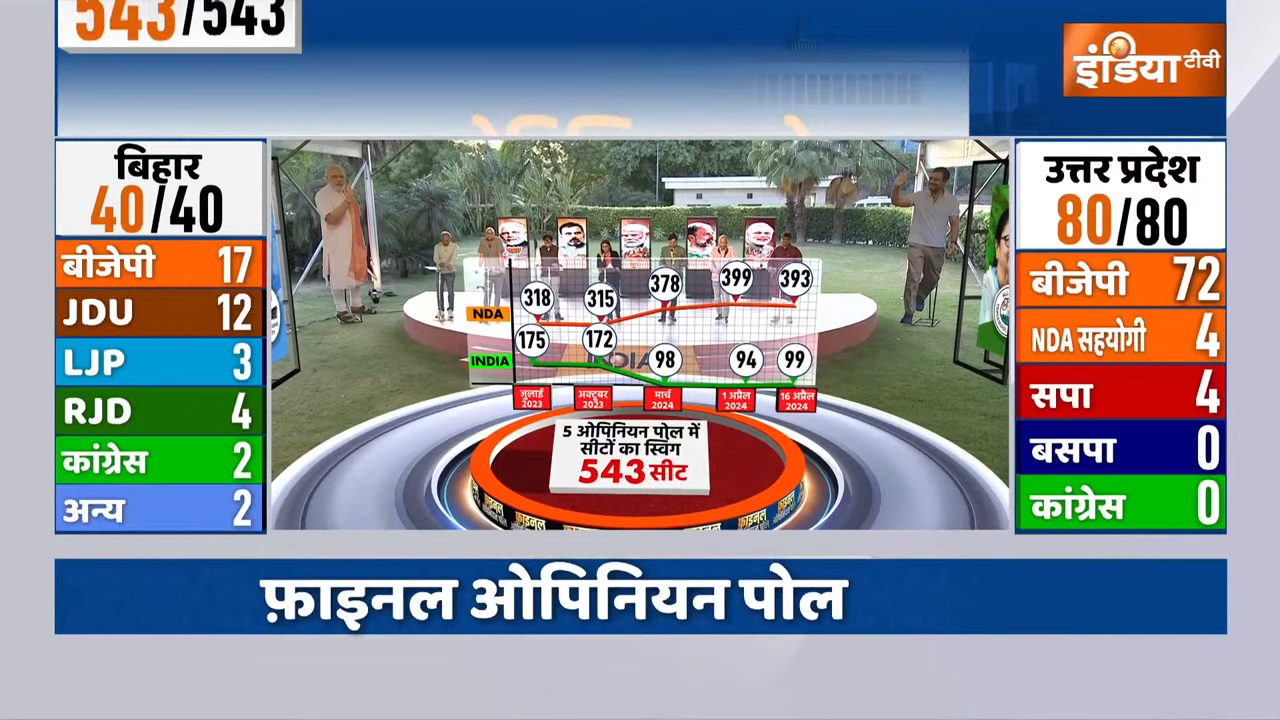 543/543
इंडिया टीवी
बिहार
40/40
बीजेपी 17
JDU 12
LJP 3
RJD 4
कांग्रेस 2
अन्य 2
318
315
378
399
393
NDA
175
172
98
94
99
INDIA
INDIA
जुलाई 2023
अक्टूबर 2023
मार्च 2024
1 अप्रैल 2024
16 अप्रैल 2024
5 ओपिनियन पोल में
सीटों का स्विंग
543 सीट
फ़ाइनल
फ़ाइनल
उत्तर प्रदेश
80/80
बीजेपी 72
NDA सहयोगी 4
सपा 4
बसपा 0
कांग्रेस 0
फ़ाइनल ओपिनियन पोल